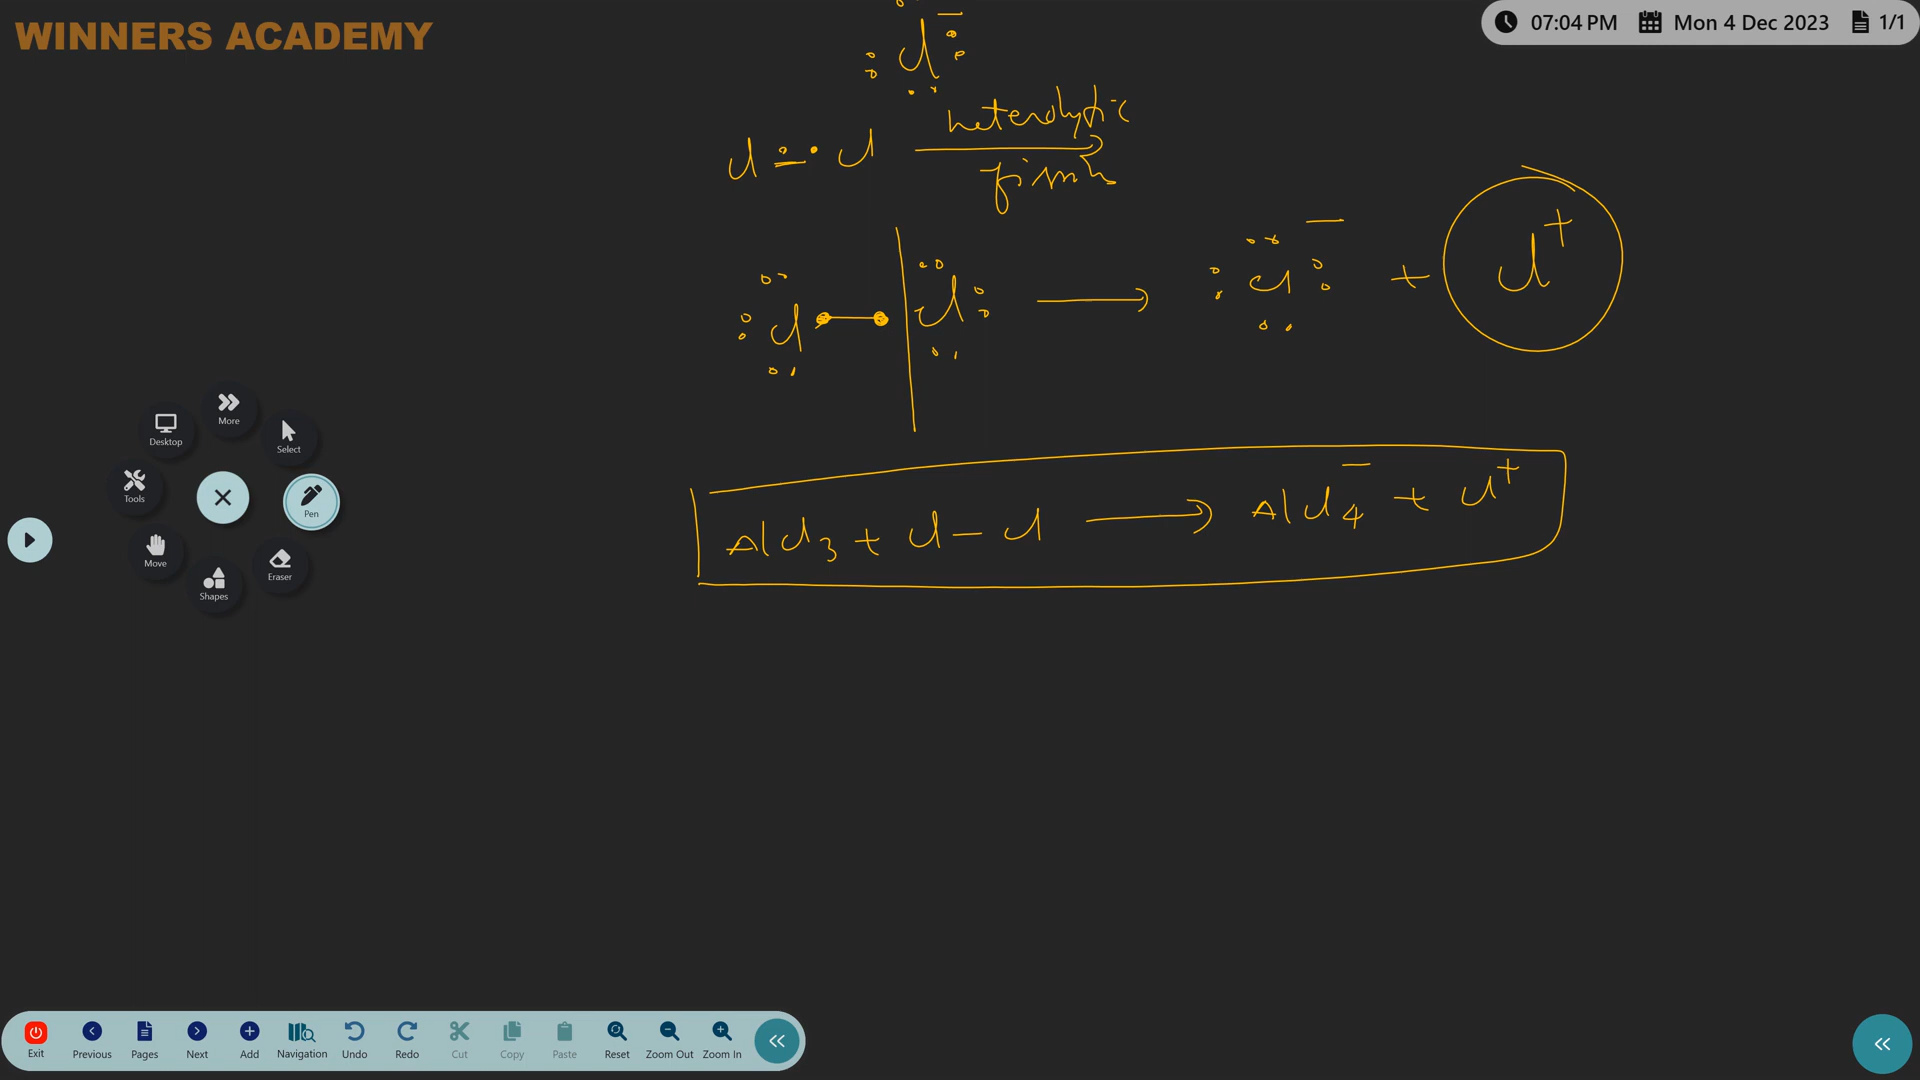 WINNERS ACADEMY
07:04 PM Mon 4 Dec 2023 1/1
Cl⁻
Cl Cl heterolytic
Cl Cl → Cl⁻ + Cl⁺
AlCl₃ + Cl – Cl → AlCl₄⁻ + Cl⁺
More
Desktop
Select
Tools
Pen
Move
Eraser
Shapes
Exit Previous Pages Next Add Navigation Undo Redo Cut Copy Paste Reset Zoom Out Zoom In